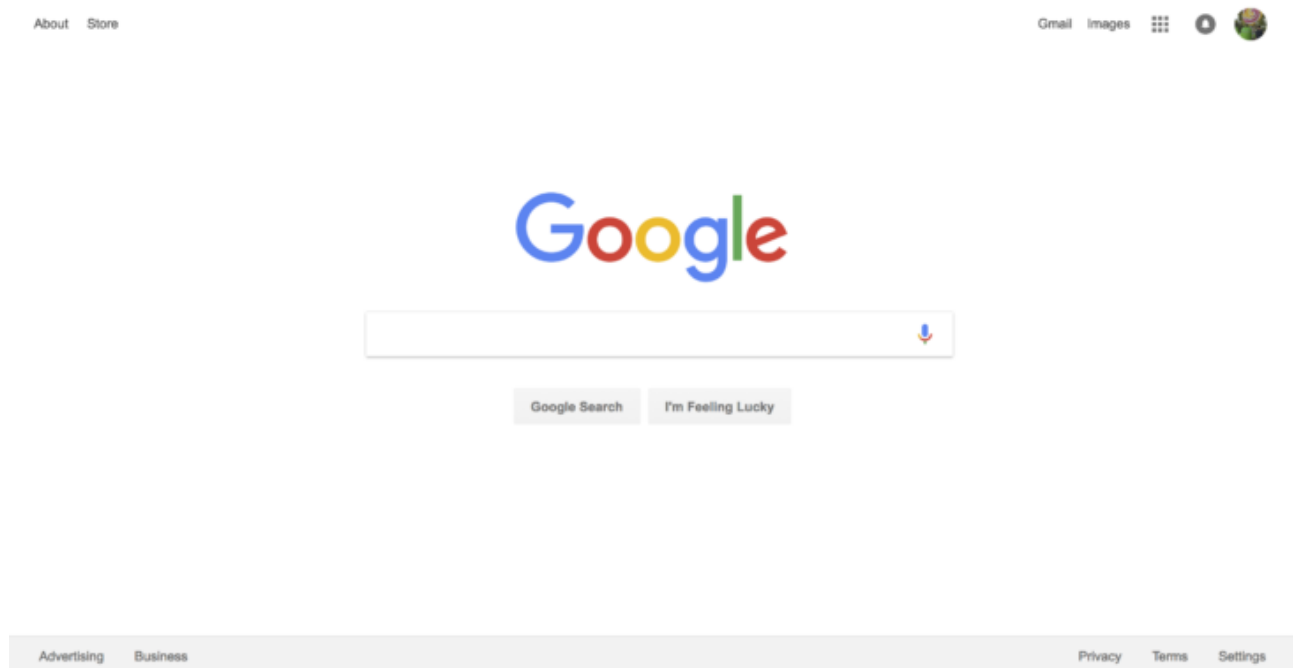 About Store Gmail Images
Google
Google Search I'm Feeling Lucky
Advertising Business Privacy Terms Settings